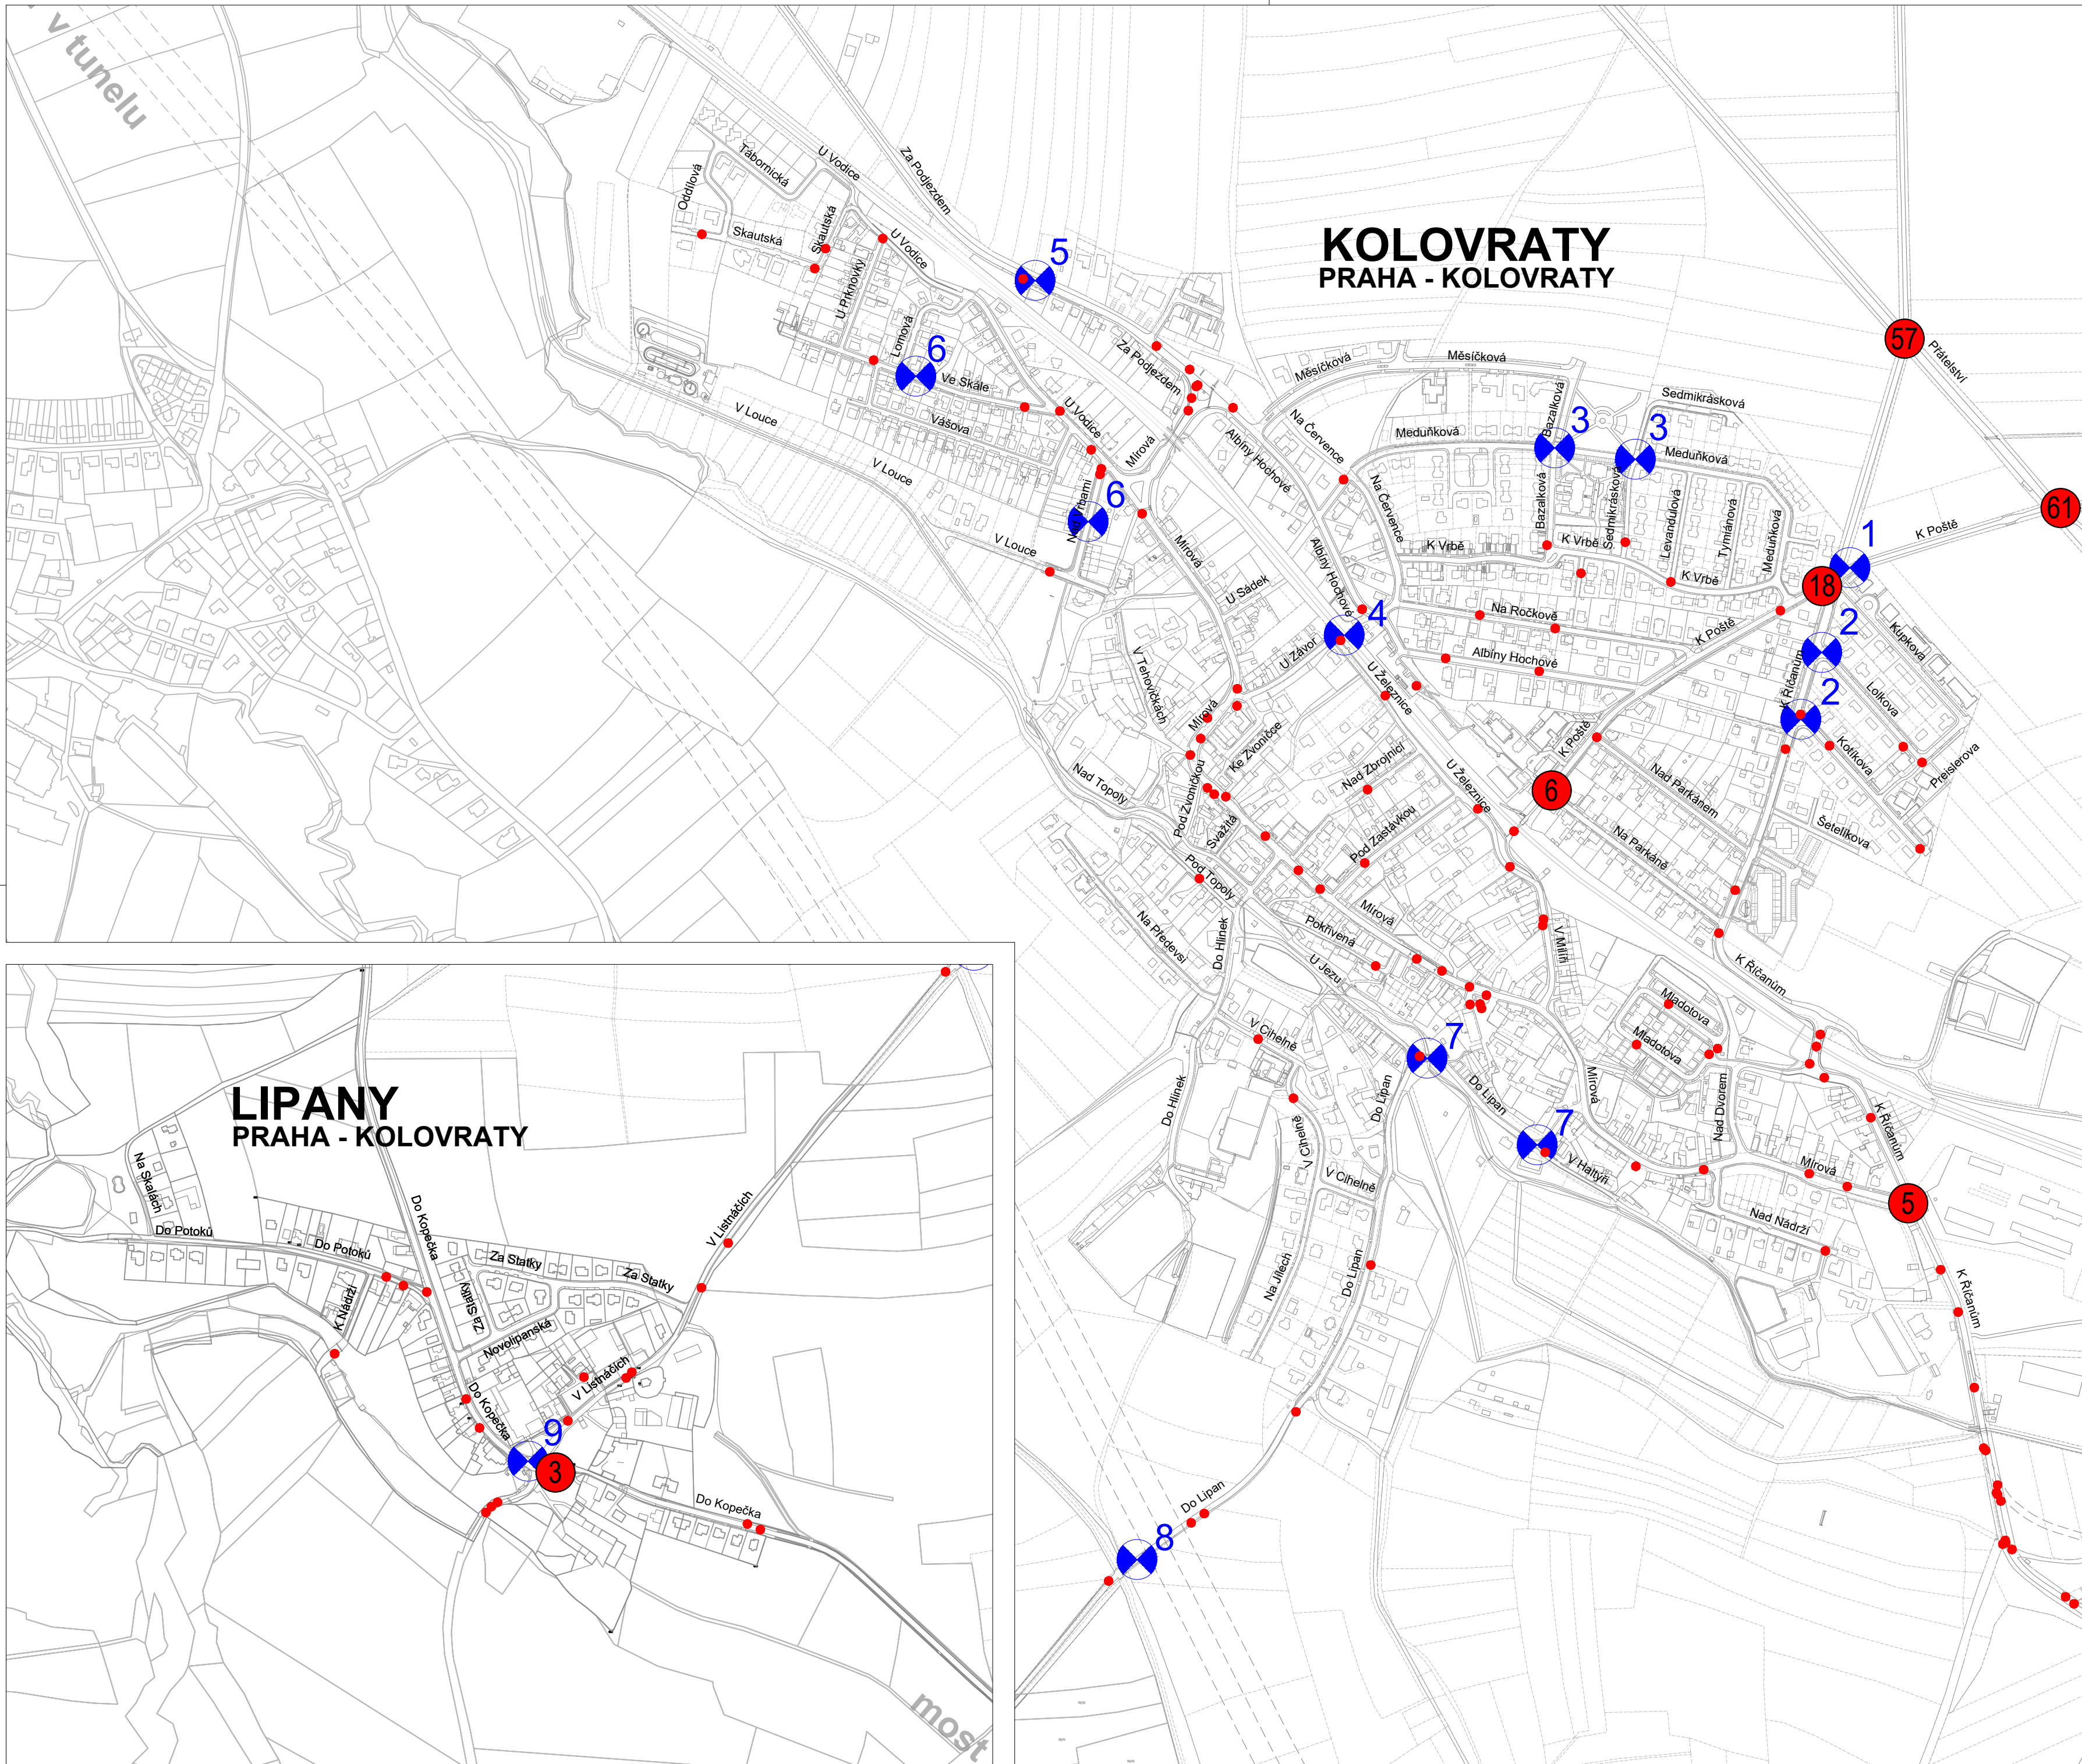 v tunelu
KOLOVRATY
PRAHA - KOLOVRATY
Oddílová
Tábornická
U Vodice
Za Podjezdem
Skautská
Skautská
U Vodice
U Prknovky
Lomová
5
6
Ve Skále
Vášova
V Louce
V Louce
V Louce
U Vodice
Za Podjezdem
Mírová
Albíny Hochové
6
Nad Vrbami
Mírová
Měsíčková
Měsíčková
Na Července
Na Července
Meduňková
Bazalková
3
3
Sedmikrásková
Meduňková
57
Přátelství
61
K Poště
1
18
Bazalková
Sedmikrásková
Levandulová
Tymiánová
Meduňková
K Vrbě
K Vrbě
K Vrbě
Albíny Hochové
Na Ročkově
Albíny Hochové
K Poště
2
2
K Říčanům
Kupkova
Lolkova
Kotíkova
Preislerova
Šetelíkova
U Sádek
4
U Závor
U Železnice
V Tehovičkách
Mírová
Ke Zvoničce
Nad Topoly
Pod Zvoničkou
Svažitá
Nad Zbrojnicí
Pod Zastávkou
U Železnice
K Poště
6
Nad Parkánem
Na Parkáně
Pod Topoly
Na Předevsi
Do Hlinek
Pokřivená
Mírová
U Jezu
V Milíři
K Říčanům
Mladotova
Mladotova
V Cihelně
7
Do Hlinek
Do Lipan
Do Lipan
7
Mírová
Nad Dvorem
K Říčanům
V Cihelně
V Cihelně
V Haltýři
Mírová
5
Nad Nádrží
Na Jílech
Do Lipan
K Říčanům
Do Lipan
8
LIPANY
PRAHA - KOLOVRATY
Na Skalách
Do Potoků
Do Potoků
Do Kopečka
K Nádrži
Za Statky
Za Statky
Za Statky
V Listnáčích
Novolipanská
V Listnáčích
Do Kopečka
9
3
Do Kopečka
most